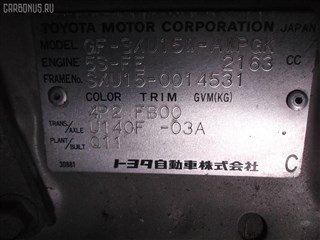 CARBONS.RU
TOYOTA MOTOR CORPORATION JAPAN
MODEL GF-SXU15W-AWPGK
ENGINE 5S-FE 2163 CC
FRAME No. SXU15-0014531
COLOR TRIM GVM(KG)
4P2 FB00
TRANS./AXLE U140F -03A
PLANT/BUILT A11
トヨタ自動車株式会社 C